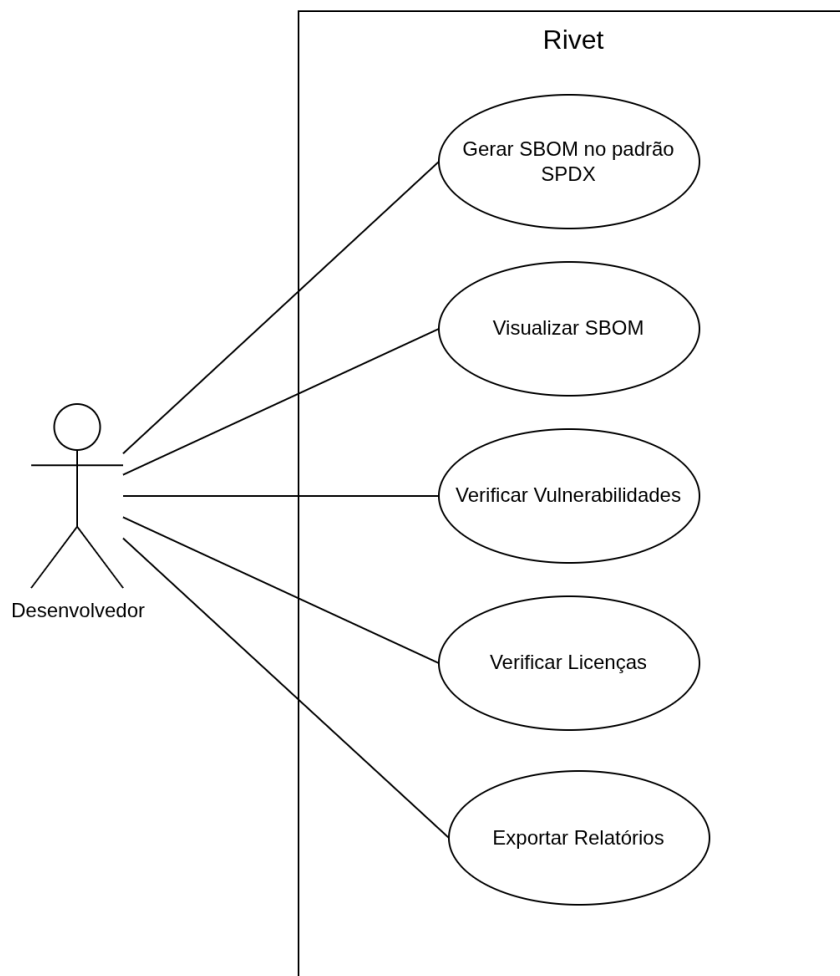 Rivet
Gerar SBOM no padrão
SPDX
Visualizar SBOM
Verificar Vulnerabilidades
Desenvolvedor
Verificar Licenças
Exportar Relatórios